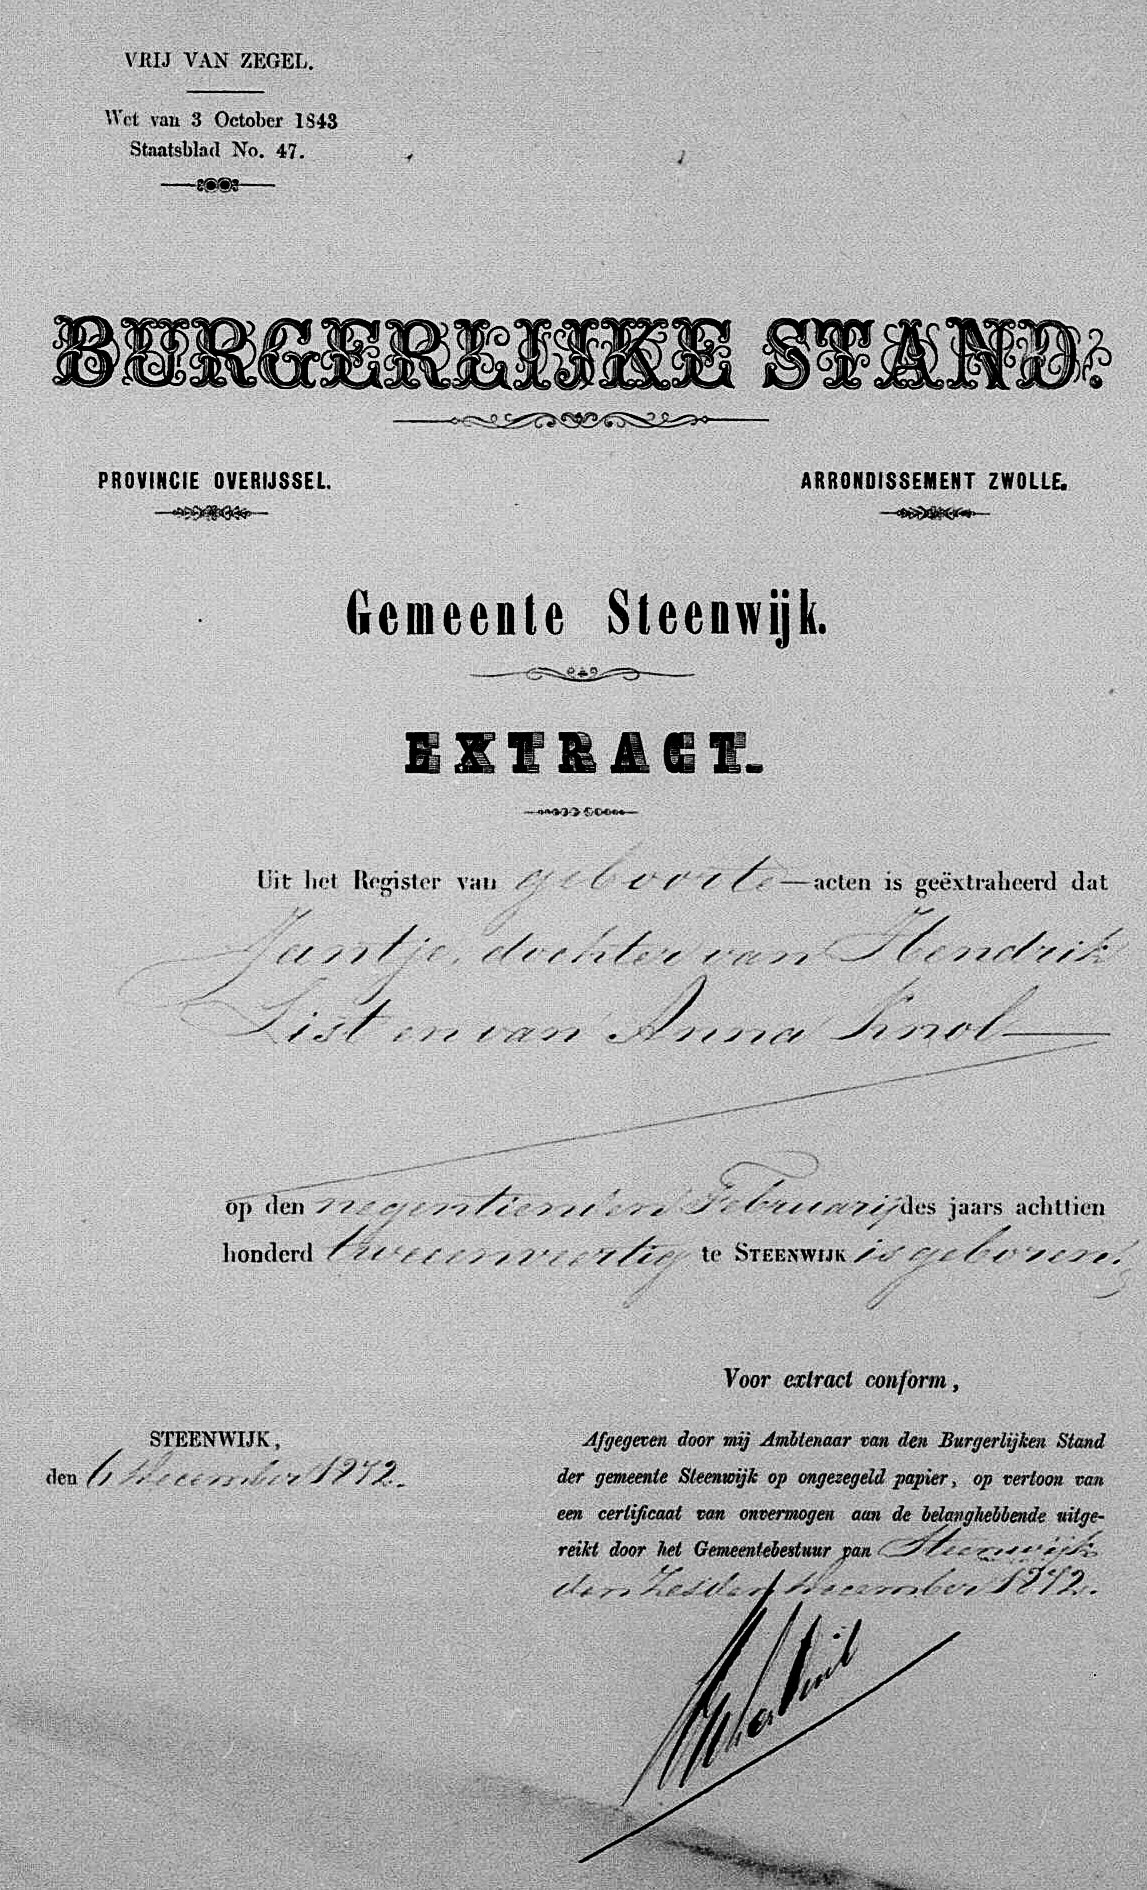 VRIJ VAN ZEGEL.
Wet van 3 October 1843
Staatsblad No. 47.
BURGERLIJKE STAND.
PROVINCIE OVERIJSSEL. ARRONDISSEMENT ZWOLLE.
Gemeente Steenwijk.
EXTRACT.
Uit het Register van geboorte—acten is geëxtraheerd dat
Jantje, dochter van Hendrik
List en van Anna Knol
op den negentienden Februarij des jaars achttien
honderd tweeenveertig te STEENWIJK is geboren.
Voor extract conform,
STEENWIJK,
den 6 December 1872.
Afgegeven door mij Ambtenaar van den Burgerlijken Stand
der gemeente Steenwijk op ongezegeld papier, op vertoon van
een certificaat van onvermogen aan de belanghebbende uitge-
reikt door het Gemeentebestuur van Steenwijk
den Zesden December 1872.